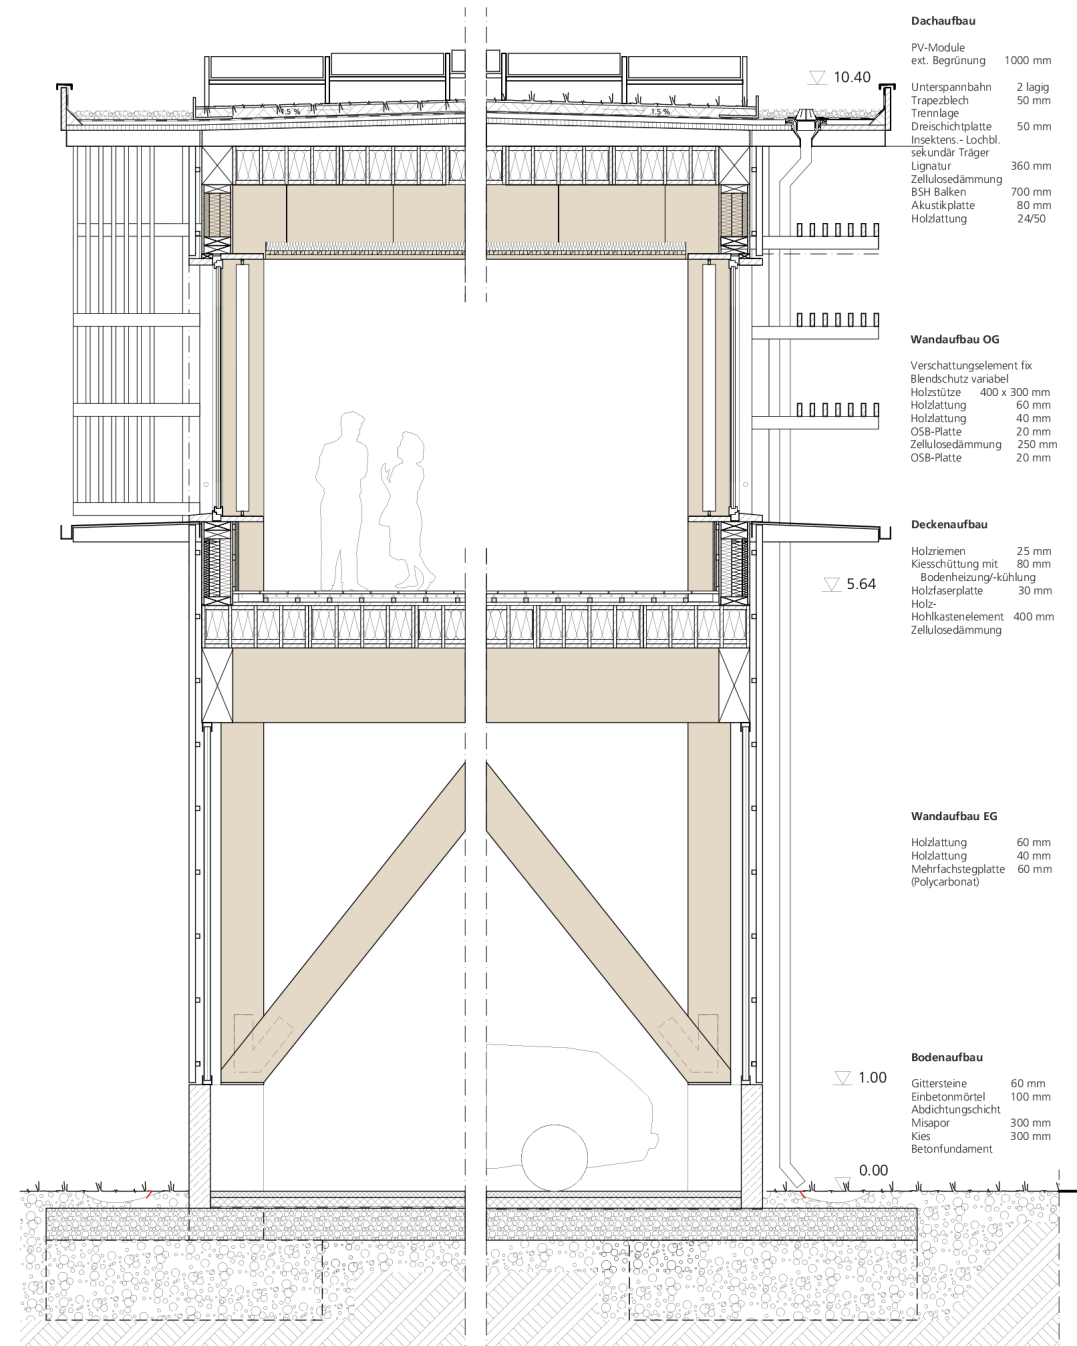 Dachaufbau
PV-Module
ext. Begrünung 1000 mm
10.40
Unterspannbahn 2 lagig
Trapezblech 50 mm
1.5 % 1.5 %
Trennlage
Dreischichtplatte 50 mm
Insektens.- Lochbl.
sekundär Träger
Lignatur 360 mm
Zellulosedämmung
BSH Balken 700 mm
Akustikplatte 80 mm
Holzlattung 24/50
Wandaufbau OG
Verschattungselement fix
Blendschutz variabel
Holzstütze 400 x 300 mm
Holzlattung 60 mm
Holzlattung 40 mm
OSB-Platte 20 mm
Zellulosedämmung 250 mm
OSB-Platte 20 mm
Deckenaufbau
Holzriemen 25 mm
Kiesschüttung mit 80 mm
Bodenheizung/-kühlung
5.64
Holzfaserplatte 30 mm
Holz-
Hohlkastenelement 400 mm
Zellulosedämmung
Wandaufbau EG
Holzlattung 60 mm
Holzlattung 40 mm
Mehrfachstegplatte 60 mm
(Polycarbonat)
Bodenaufbau
1.00
Gittersteine 60 mm
Einbetonmörtel 100 mm
Abdichtungschicht
Misapor 300 mm
Kies 300 mm
Betonfundament
0.00